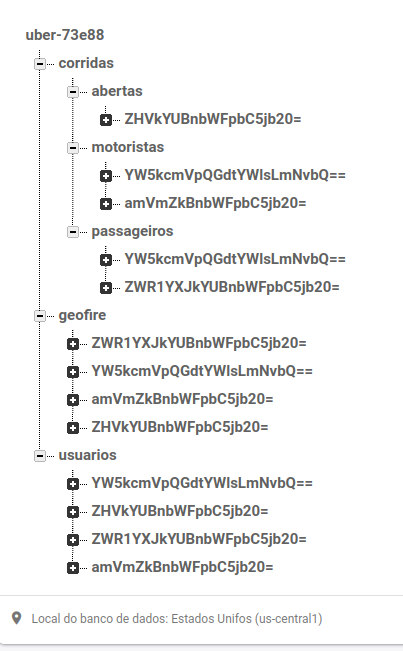 uber-73e88
corridas
abertas
ZHVkYUBnbWFpbC5jb20=
motoristas
YW5kcmVpQGdtYWlsLmNvbQ==
amVmZkBnbWFpbC5jb20=
passageiros
YW5kcmVpQGdtYWlsLmNvbQ==
ZWR1YXJkYUBnbWFpbC5jb20=
geofire
ZWR1YXJkYUBnbWFpbC5jb20=
YW5kcmVpQGdtYWlsLmNvbQ==
amVmZkBnbWFpbC5jb20=
ZHVkYUBnbWFpbC5jb20=
usuarios
YW5kcmVpQGdtYWlsLmNvbQ==
ZHVkYUBnbWFpbC5jb20=
ZWR1YXJkYUBnbWFpbC5jb20=
amVmZkBnbWFpbC5jb20=
Local do banco de dados: Estados Unifos (us-central1)